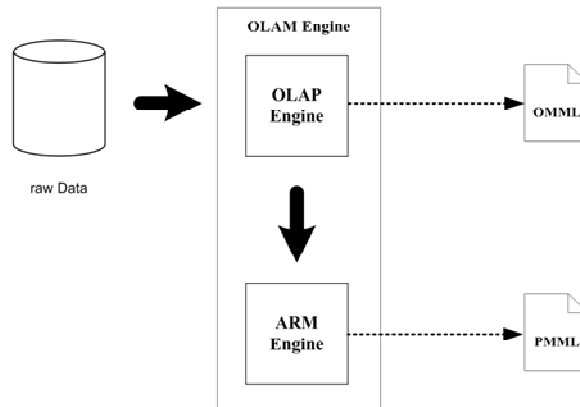 OLAM Engine
OLAP
Engine
OMML
raw Data
ARM
Engine
PMML